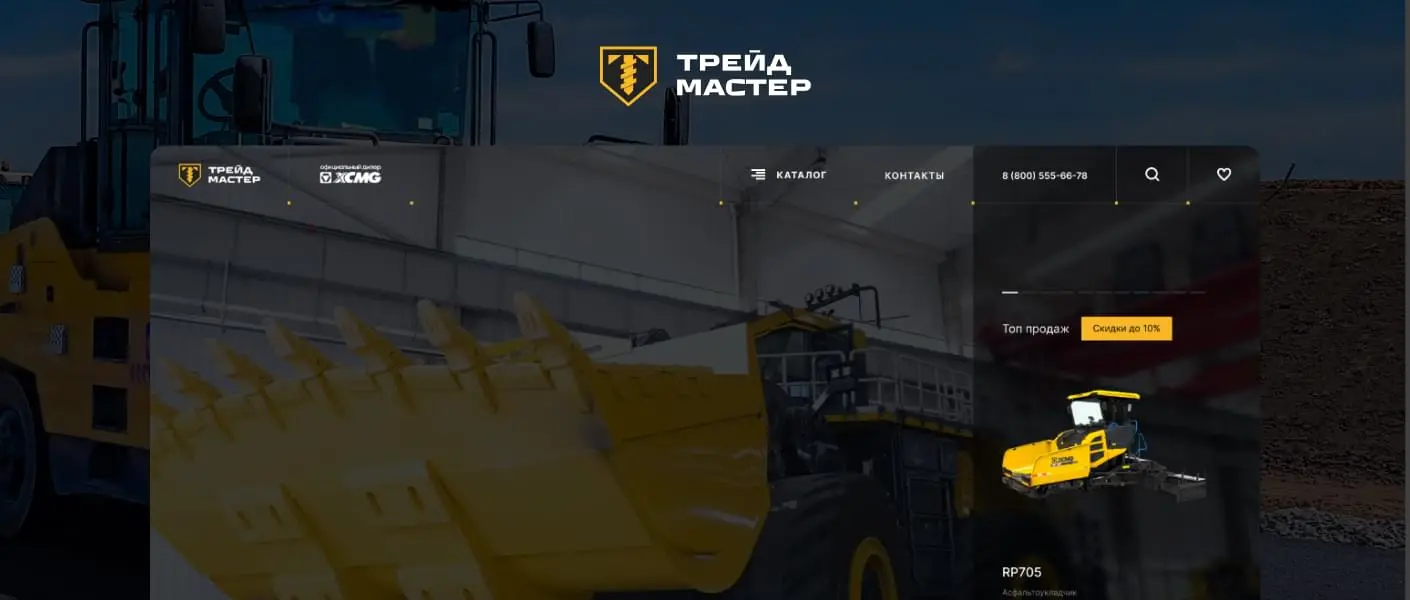 ТРЕЙД
МАСТЕР
ТРЕЙД
МАСТЕР
официальный дилер
XCMG
КАТАЛОГ
КОНТАКТЫ
8 (800) 555-66-78
Топ продаж
Скидки до 10%
XCMG
RP705
Асфальтоукладчик